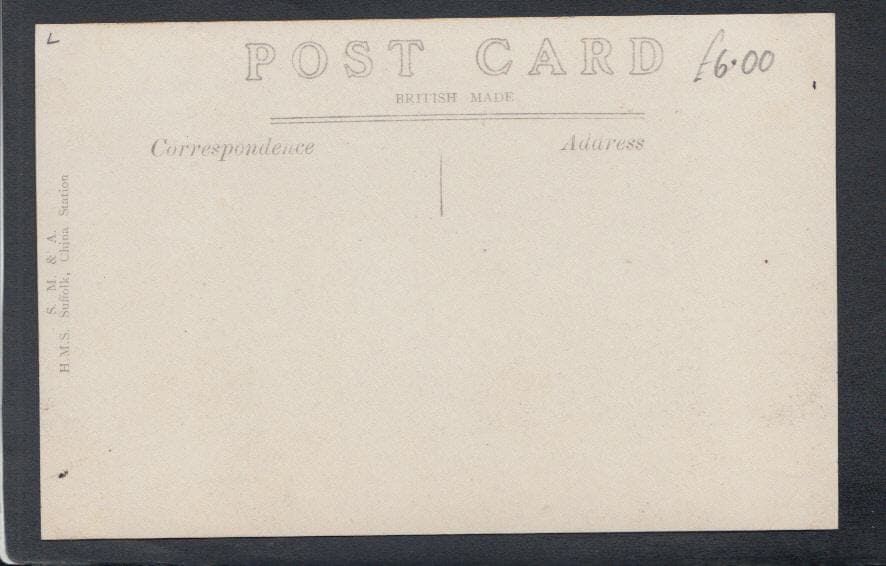 L
POST CARD
£6.00
BRITISH MADE
Correspondence
Address
S. M. & A.
H.M.S. Suffolk, China Station